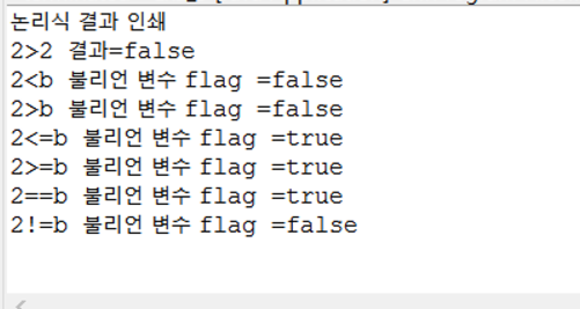 논리식 결과 인쇄
2>2 결과=false
2<b 불리언 변수 flag =false
2>b 불리언 변수 flag =false
2<=b 불리언 변수 flag =true
2>=b 불리언 변수 flag =true
2==b 불리언 변수 flag =true
2!=b 불리언 변수 flag =false